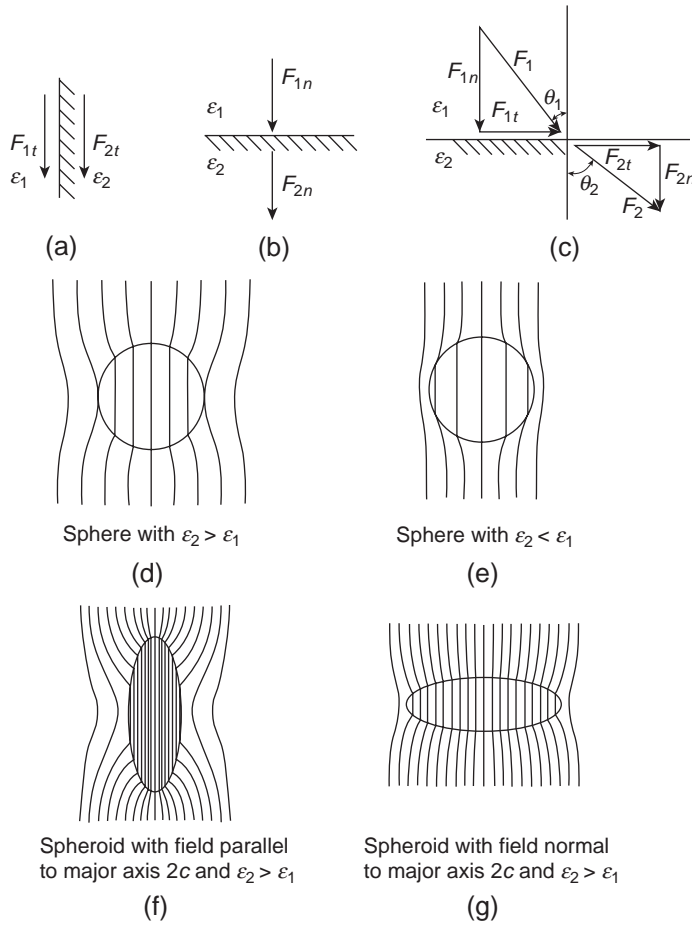 F1t
ε1
F2t
ε2
(a)
F1n
ε1
ε2
F2n
(b)
F1n
F1
θ1
ε1
F1t
ε2
F2t
θ2
F2
F2n
(c)
Sphere with ε2 > ε1
(d)
Sphere with ε2 < ε1
(e)
Spheroid with field parallel
to major axis 2c and ε2 > ε1
(f)
Spheroid with field normal
to major axis 2c and ε2 > ε1
(g)